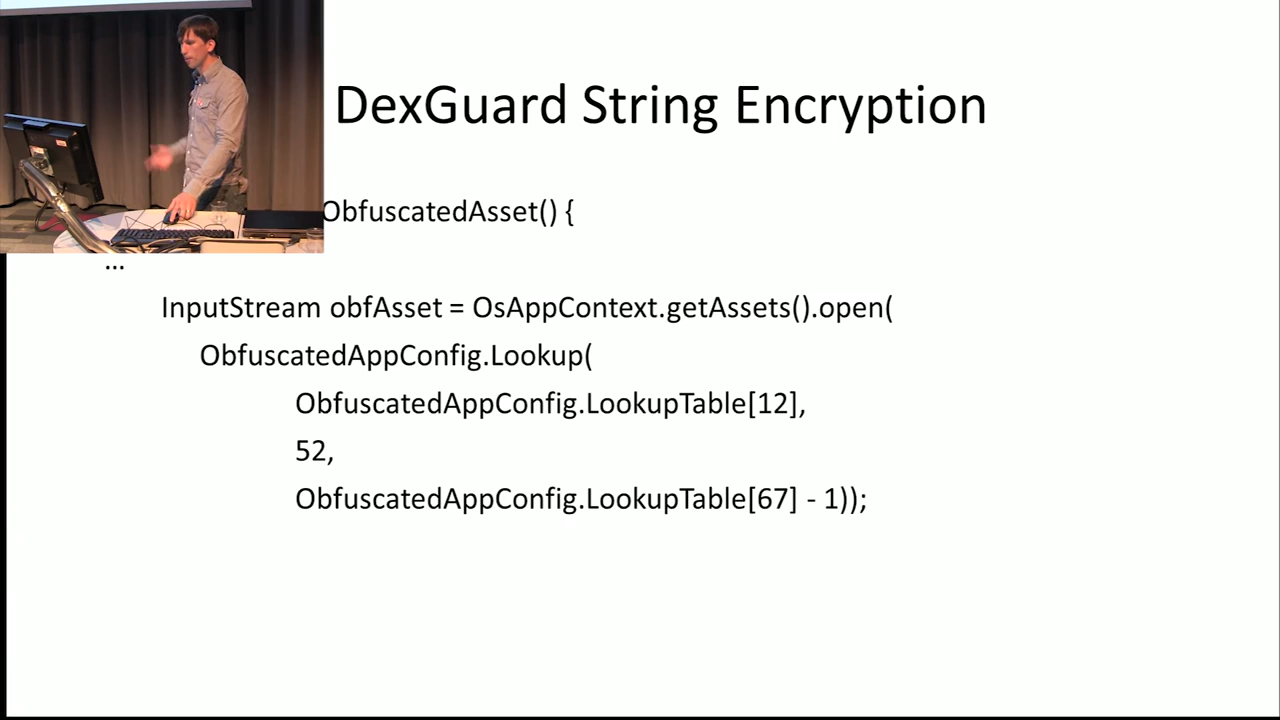 DexGuard String Encryption
ObfuscatedAsset() {
...
InputStream obfAsset = OsAppContext.getAssets().open(
ObfuscatedAppConfig.Lookup(
ObfuscatedAppConfig.LookupTable[12],
52,
ObfuscatedAppConfig.LookupTable[67] - 1));